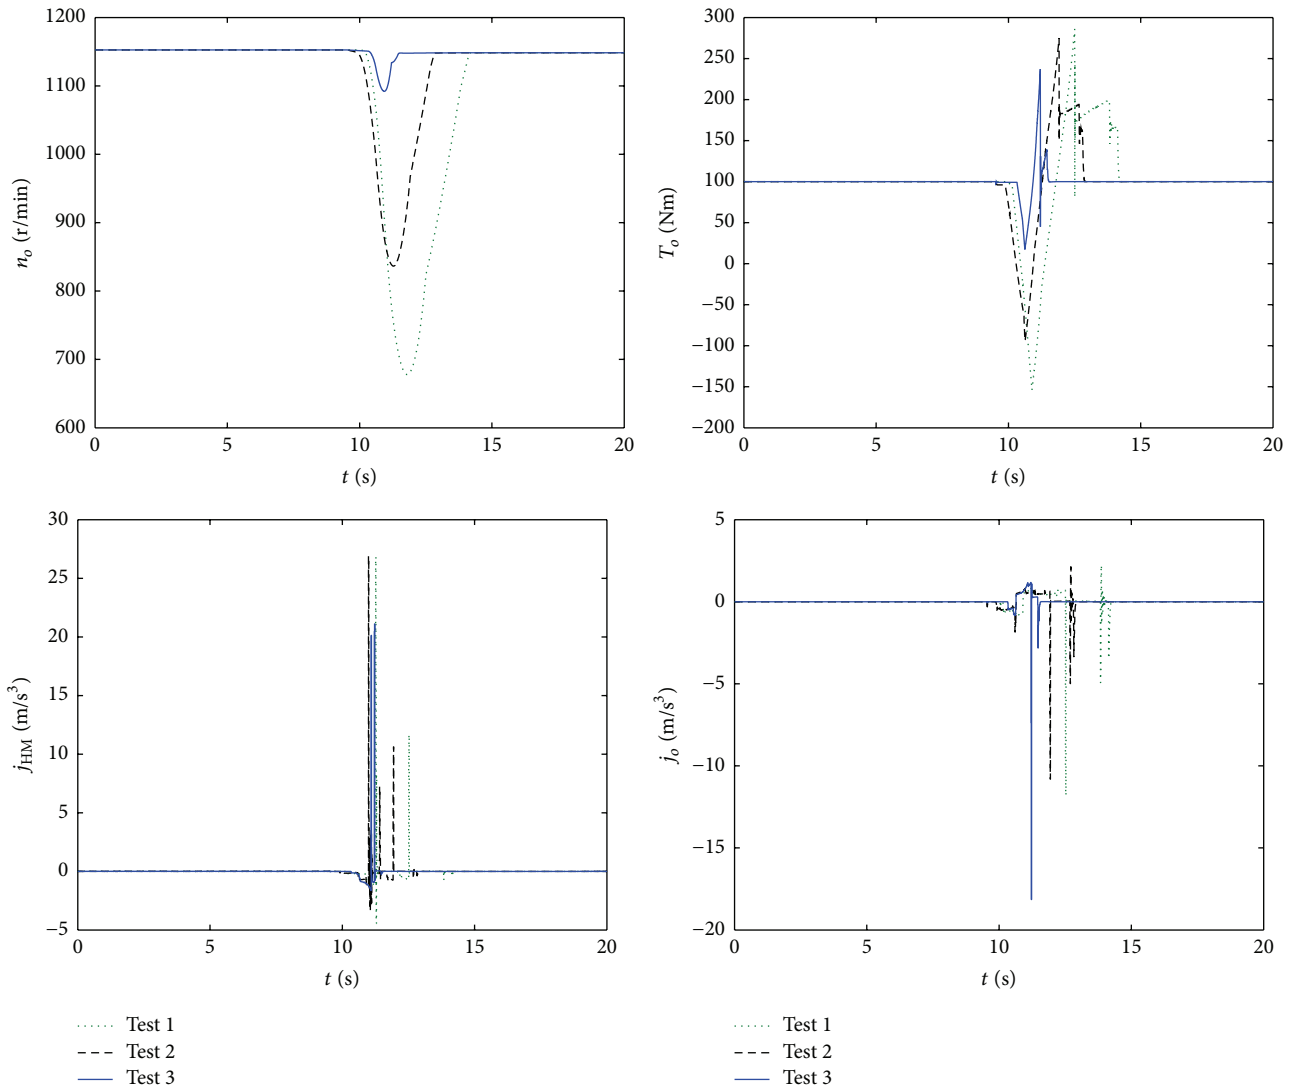 1200
1100
1000
900
800
700
600
n_o (r/min)
0 5 10 15 20
t (s)
300
250
200
150
100
50
0
−50
−100
−150
−200
T_o (Nm)
0 5 10 15 20
t (s)
30
25
20
15
10
5
0
−5
j_HM (m/s³)
0 5 10 15 20
t (s)
5
0
−5
−10
−15
−20
j_o (m/s³)
0 5 10 15 20
t (s)
Test 1
Test 2
Test 3
Test 1
Test 2
Test 3